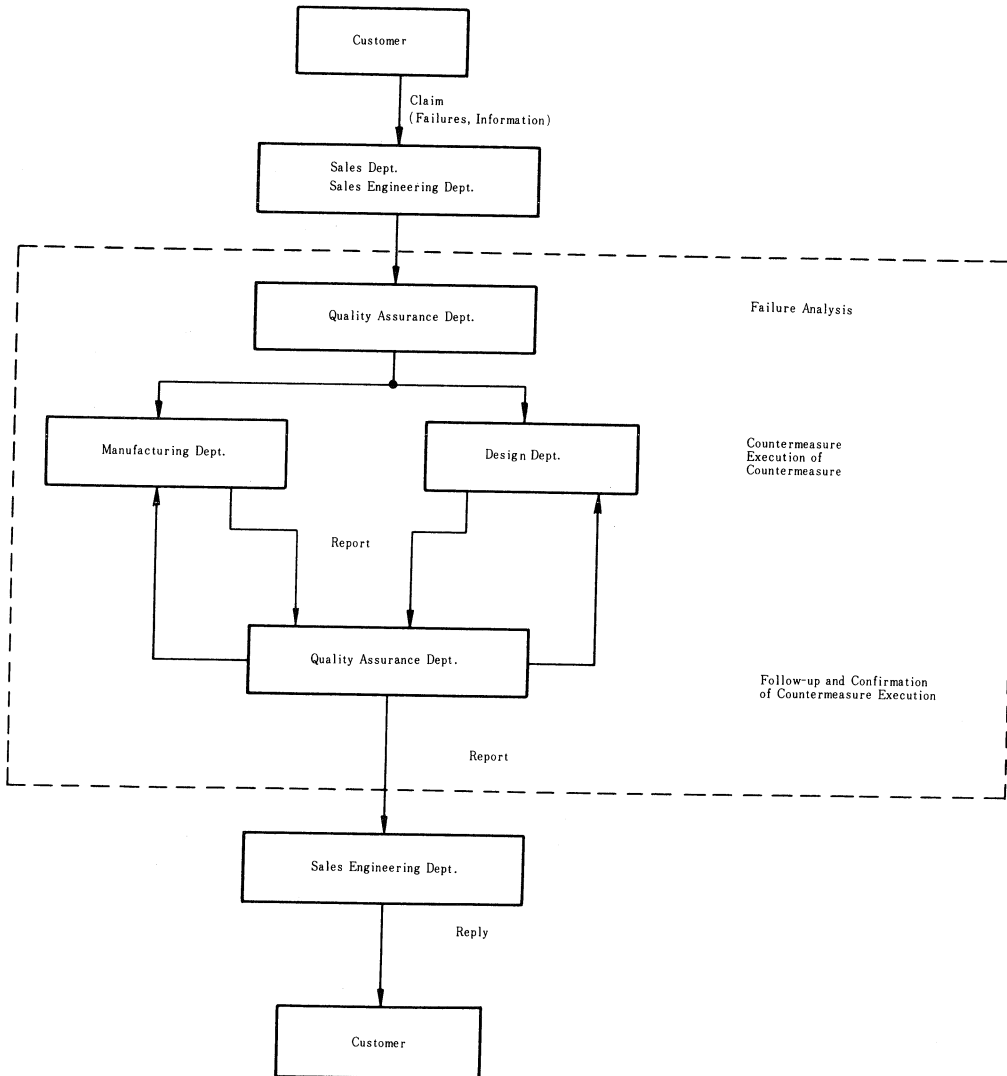 Customer
Claim
(Failures, Information)
Sales Dept.
Sales Engineering Dept.
Quality Assurance Dept.
Failure Analysis
Manufacturing Dept.
Design Dept.
Countermeasure
Execution of
Countermeasure
Report
Quality Assurance Dept.
Follow-up and Confirmation
of Countermeasure Execution
Report
Sales Engineering Dept.
Reply
Customer